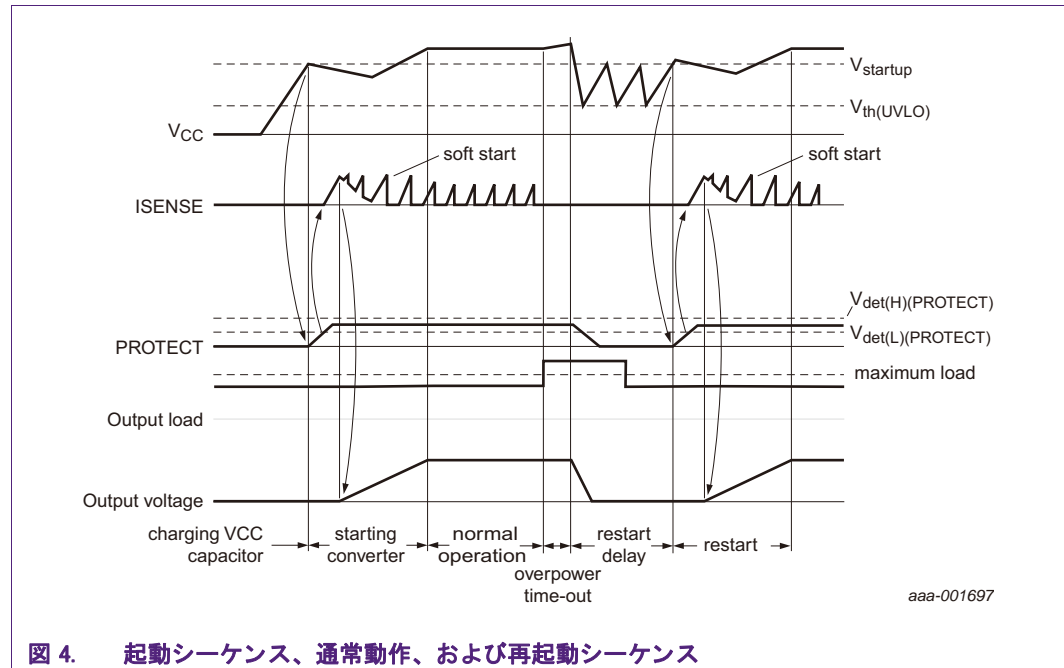 Vstartup
Vth(UVLO)
VCC
soft start
soft start
ISENSE
Vdet(H)(PROTECT)
Vdet(L)(PROTECT)
PROTECT
maximum load
Output load
Output voltage
charging VCC
capacitor
starting
converter
normal
operation
overpower
time-out
restart
delay
restart
aaa-001697
図 4. 起動シーケンス、通常動作、および再起動シーケンス